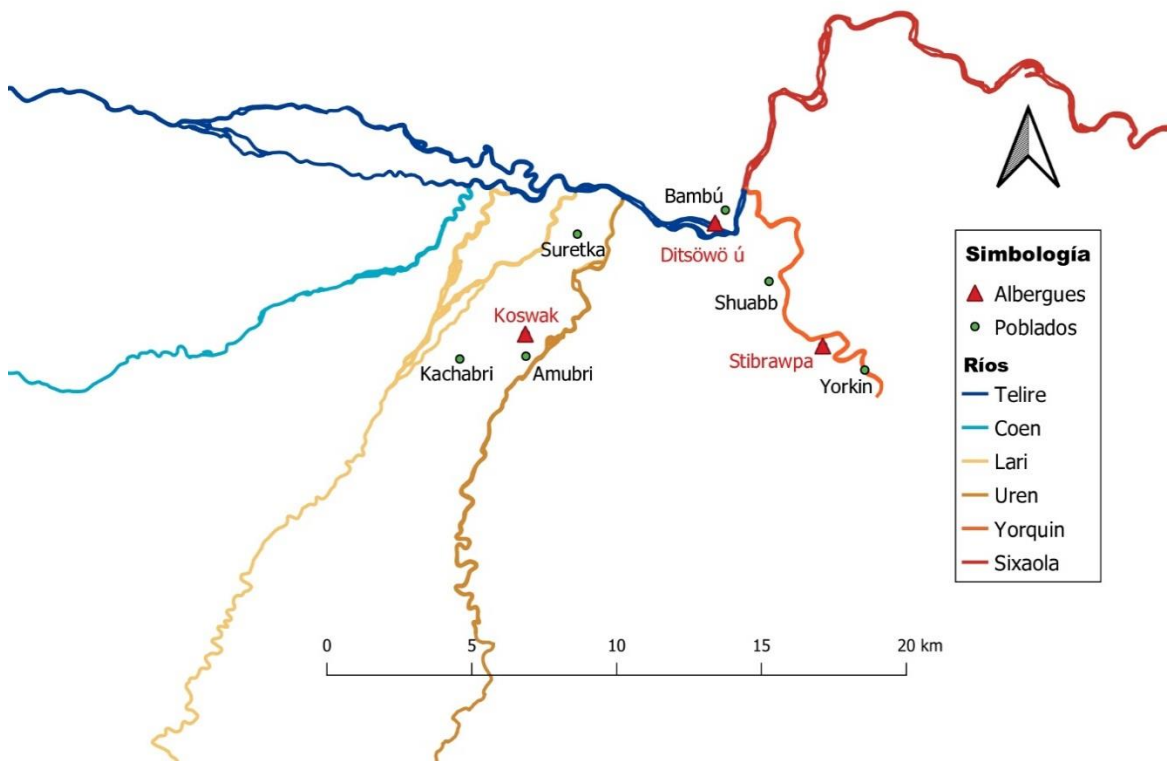 Bambú
Ditsöwö ú
Suretka
Shuabb
Koswak
Kachabri
Amubri
Stibrawpa
Yorkin
Simbología
Albergues
Poblados
Ríos
Telire
Coen
Lari
Uren
Yorquin
Sixaola
0 5 10 15 20 km